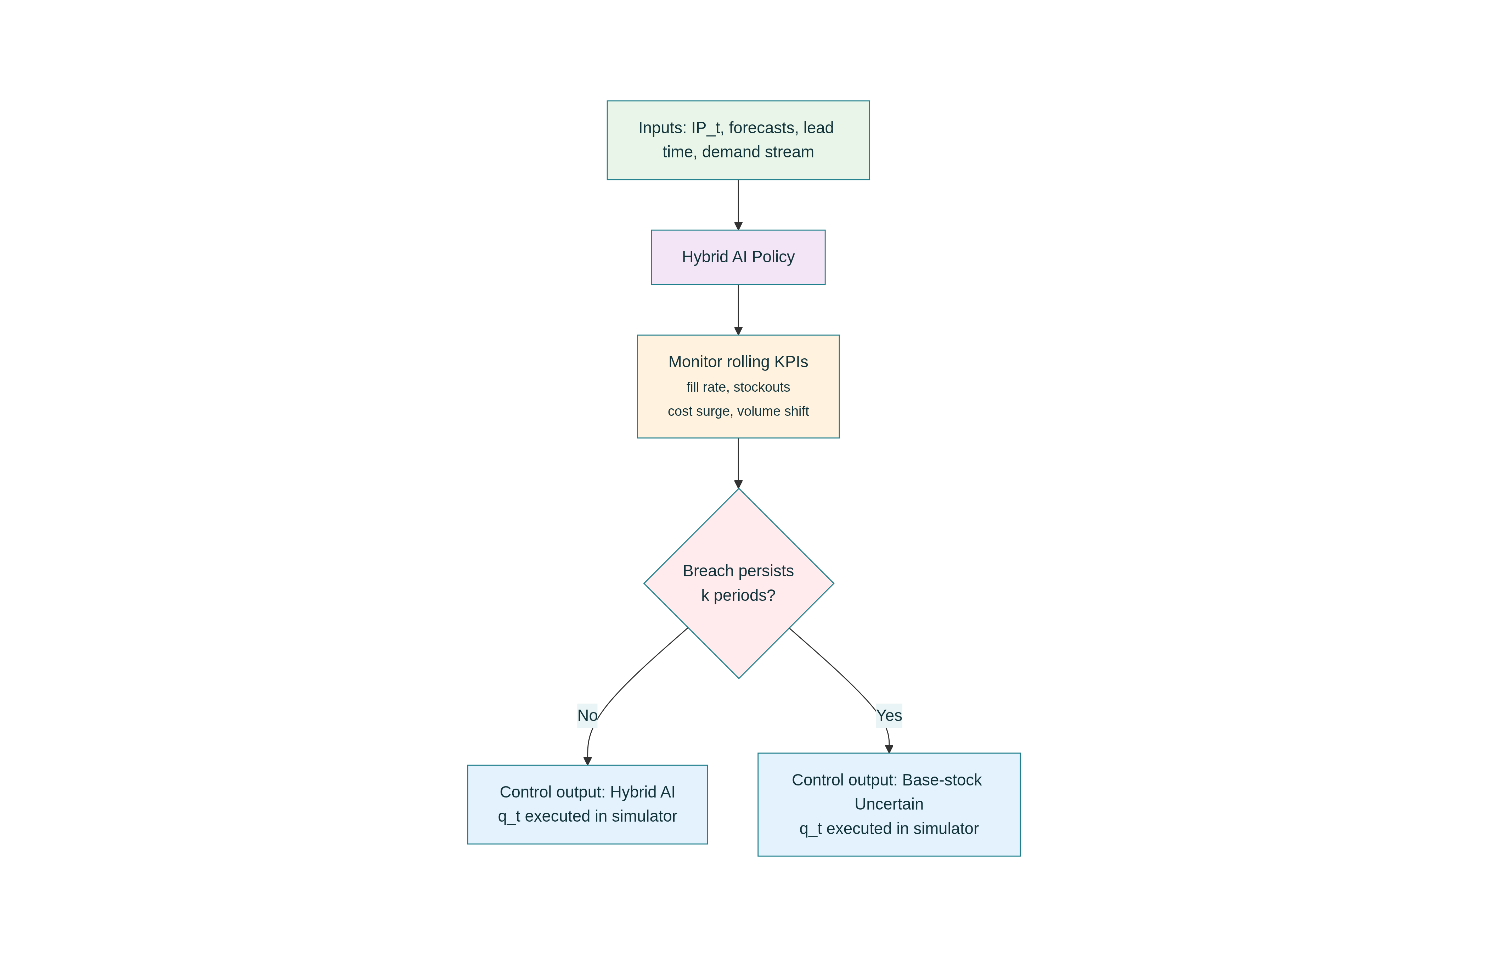 Inputs: IP_t, forecasts, lead
time, demand stream
Hybrid AI Policy
Monitor rolling KPIs
fill rate, stockouts
cost surge, volume shift
Breach persists
k periods?
No
Yes
Control output: Hybrid AI
q_t executed in simulator
Control output: Base-stock
Uncertain
q_t executed in simulator